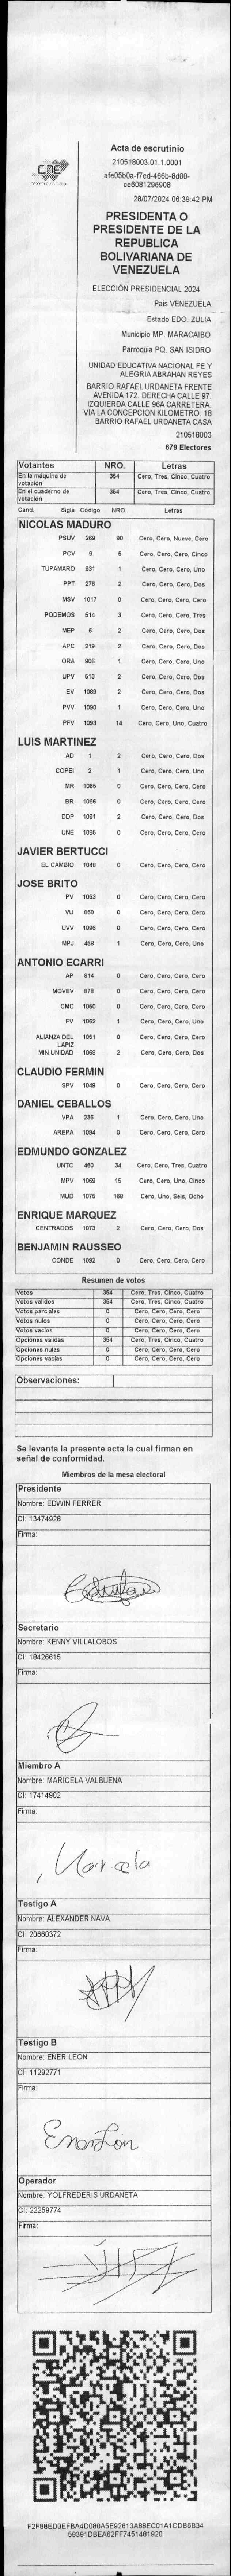 CNE
Acta de escrutinio
210518003.01.1.0001
afe05b0a-f7ed-466b-8d00-
ce6081296908
28/07/2024 06:39:42 PM
PRESIDENTA O
PRESIDENTE DE LA
REPUBLICA
BOLIVARIANA DE
VENEZUELA
ELECCIÓN PRESIDENCIAL 2024
Pais VENEZUELA
Estado EDO. ZULIA
Municipio MP. MARACAIBO
Parroquia PQ. SAN ISIDRO
UNIDAD EDUCATIVA NACIONAL FE Y
ALEGRIA ABRAHAN REYES
BARRIO RAFAEL URDANETA FRENTE
AVENIDA 172. DERECHA CALLE 97.
IZQUIERDA CALLE 96A CARRETERA.
VIA LA CONCEPCION KILOMETRO. 18
BARRIO RAFAEL URDANETA CASA
210518003
679 Electores
Votantes NRO. Letras
En la máquina de votación 354 Cero, Tres, Cinco, Cuatro
En el cuaderno de votación 354 Cero, Tres, Cinco, Cuatro
Cand. Sigla Código NRO. Letras
NICOLAS MADURO
PSUV 269 90 Cero, Cero, Nueve, Cero
PCV 9 5 Cero, Cero, Cero, Cinco
TUPAMARO 931 1 Cero, Cero, Cero, Uno
PPT 276 2 Cero, Cero, Cero, Dos
MSV 1017 0 Cero, Cero, Cero, Cero
PODEMOS 514 3 Cero, Cero, Cero, Tres
MEP 6 2 Cero, Cero, Cero, Dos
APC 219 2 Cero, Cero, Cero, Dos
ORA 906 1 Cero, Cero, Cero, Uno
UPV 513 2 Cero, Cero, Cero, Dos
EV 1089 2 Cero, Cero, Cero, Dos
PVV 1090 1 Cero, Cero, Cero, Uno
PFV 1093 14 Cero, Cero, Uno, Cuatro
LUIS MARTINEZ
AD 1 2 Cero, Cero, Cero, Dos
COPEI 2 1 Cero, Cero, Cero, Uno
MR 1065 0 Cero, Cero, Cero, Cero
BR 1066 0 Cero, Cero, Cero, Cero
DDP 1091 2 Cero, Cero, Cero, Dos
UNE 1095 0 Cero, Cero, Cero, Cero
JAVIER BERTUCCI
EL CAMBIO 1048 0 Cero, Cero, Cero, Cero
JOSE BRITO
PV 1053 0 Cero, Cero, Cero, Cero
VU 868 0 Cero, Cero, Cero, Cero
UVV 1096 0 Cero, Cero, Cero, Cero
MPJ 458 1 Cero, Cero, Cero, Uno
ANTONIO ECARRI
AP 814 0 Cero, Cero, Cero, Cero
MOVEV 878 0 Cero, Cero, Cero, Cero
CMC 1050 0 Cero, Cero, Cero, Cero
FV 1062 1 Cero, Cero, Cero, Uno
ALIANZA DEL LAPIZ 1051 0 Cero, Cero, Cero, Cero
MIN UNIDAD 1068 2 Cero, Cero, Cero, Dos
CLAUDIO FERMIN
SPV 1049 0 Cero, Cero, Cero, Cero
DANIEL CEBALLOS
VPA 236 1 Cero, Cero, Cero, Uno
AREPA 1094 0 Cero, Cero, Cero, Cero
EDMUNDO GONZALEZ
UNTC 460 34 Cero, Cero, Tres, Cuatro
MPV 1069 15 Cero, Cero, Uno, Cinco
MUD 1075 168 Cero, Uno, Seis, Ocho
ENRIQUE MARQUEZ
CENTRADOS 1073 2 Cero, Cero, Cero, Dos
BENJAMIN RAUSSEO
CONDE 1092 0 Cero, Cero, Cero, Cero
Resumen de votos
Votos 354 Cero, Tres, Cinco, Cuatro
Votos validos 354 Cero, Tres, Cinco, Cuatro
Votos parciales 0 Cero, Cero, Cero, Cero
Votos nulos 0 Cero, Cero, Cero, Cero
Votos vacios 0 Cero, Cero, Cero, Cero
Opciones validas 354 Cero, Tres, Cinco, Cuatro
Opciones nulas 0 Cero, Cero, Cero, Cero
Opciones vacias 0 Cero, Cero, Cero, Cero
Observaciones:
Se levanta la presente acta la cual firman en
señal de conformidad.
Miembros de la mesa electoral
Presidente
Nombre: EDWIN FERRER
CI: 13474928
Firma:
Secretario
Nombre: KENNY VILLALOBOS
CI: 18426615
Firma:
Miembro A
Nombre: MARICELA VALBUENA
CI: 17414902
Firma:
Testigo A
Nombre: ALEXANDER NAVA
CI: 20660372
Firma:
Testigo B
Nombre: ENER LEON
CI: 11292771
Firma:
Operador
Nombre: YOLFREDERIS URDANETA
CI: 22259774
Firma:
F2F88ED0EFBA4D080A5E92613A88EC01A1CDB6B34
59391DBEA62FF7451481920